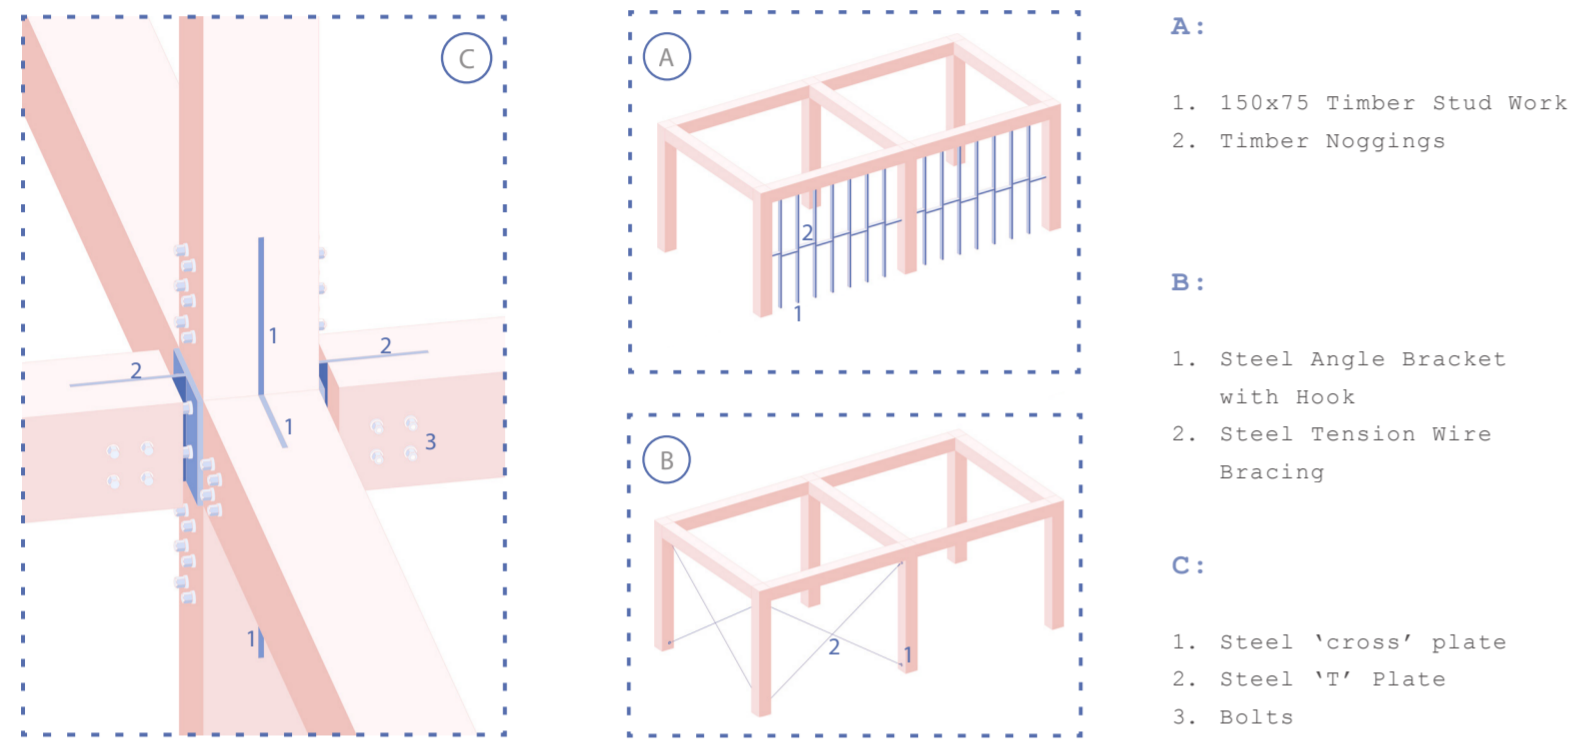 C
1
2
2
1
3
1
A
2
1
B
2
1
A:
1. 150x75 Timber Stud Work
2. Timber Noggings
B:
1. Steel Angle Bracket
with Hook
2. Steel Tension Wire
Bracing
C:
1. Steel ‘cross’ plate
2. Steel ‘T’ Plate
3. Bolts